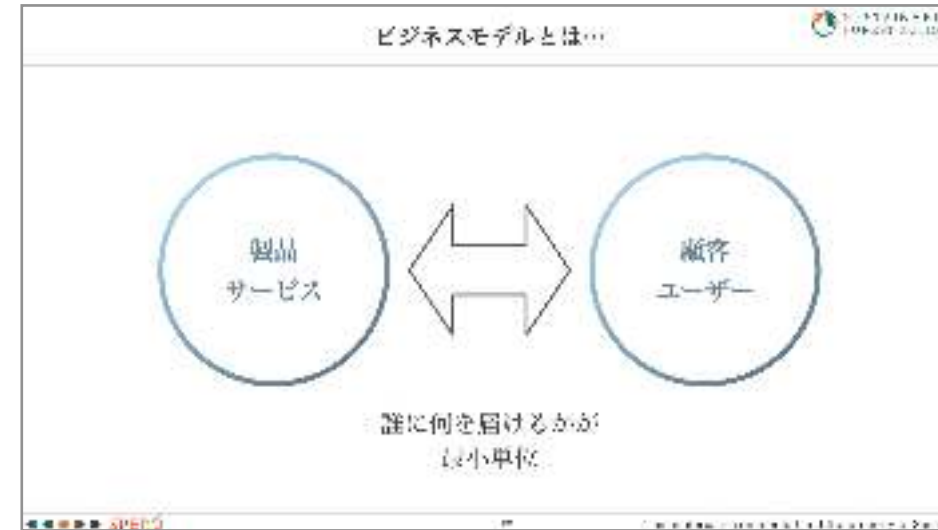 ビジネスモデルとは…
製品
サービス
顧客
ユーザー
誰に何を届けるかが
最小単位